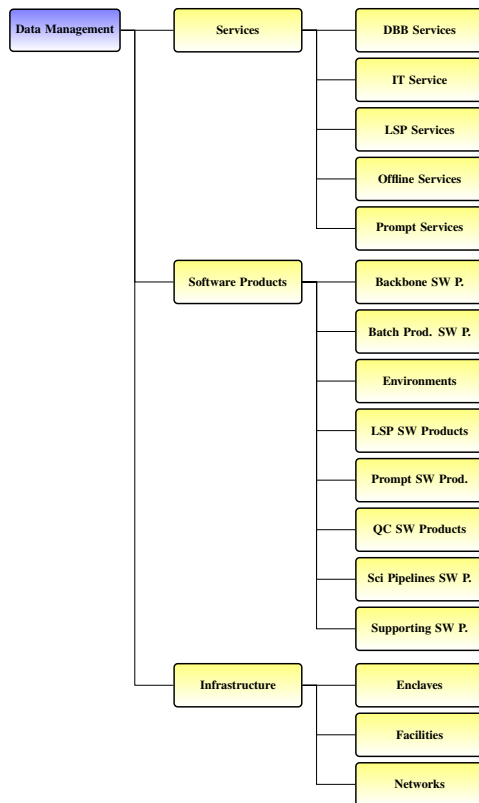 Data Management
Services
DBB Services
IT Service
LSP Services
Offline Services
Prompt Services
Software Products
Backbone SW P.
Batch Prod. SW P.
Environments
LSP SW Products
Prompt SW Prod.
QC SW Products
Sci Pipelines SW P.
Supporting SW P.
Infrastructure
Enclaves
Facilities
Networks